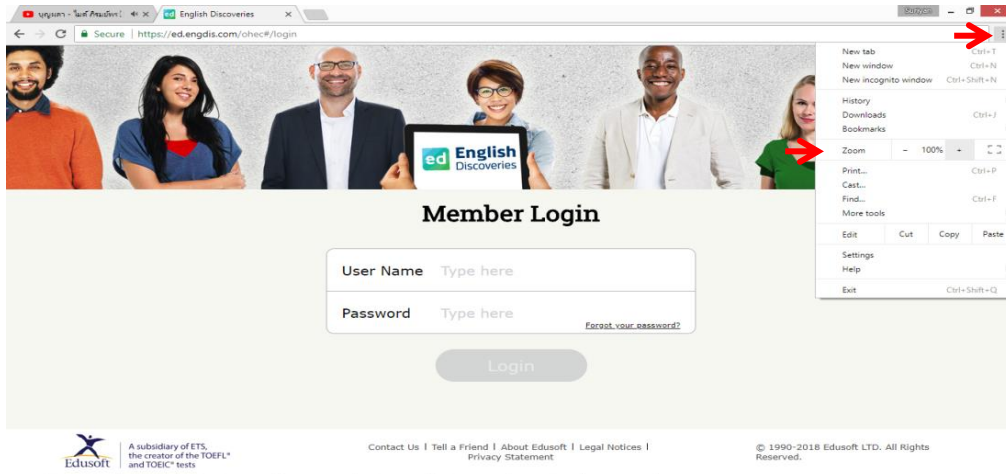 English Discoveries
Secure | https://ed.engdis.com/ohec#/login
New tab Ctrl+T
New window Ctrl+N
New incognito window Ctrl+Shift+N
History
Downloads Ctrl+J
Bookmarks
Zoom - 100% +
Print... Ctrl+P
Cast...
Find... Ctrl+F
More tools
Edit Cut Copy Paste
Settings
Help
Exit Ctrl+Shift+Q
ed English
Discoveries
Member Login
User Name Type here
Password Type here
Forgot your password?
Login
Edusoft
A subsidiary of ETS,
the creator of the TOEFL®
and TOEIC® tests
Contact Us | Tell a Friend | About Edusoft | Legal Notices |
Privacy Statement
© 1990-2018 Edusoft LTD. All Rights
Reserved.